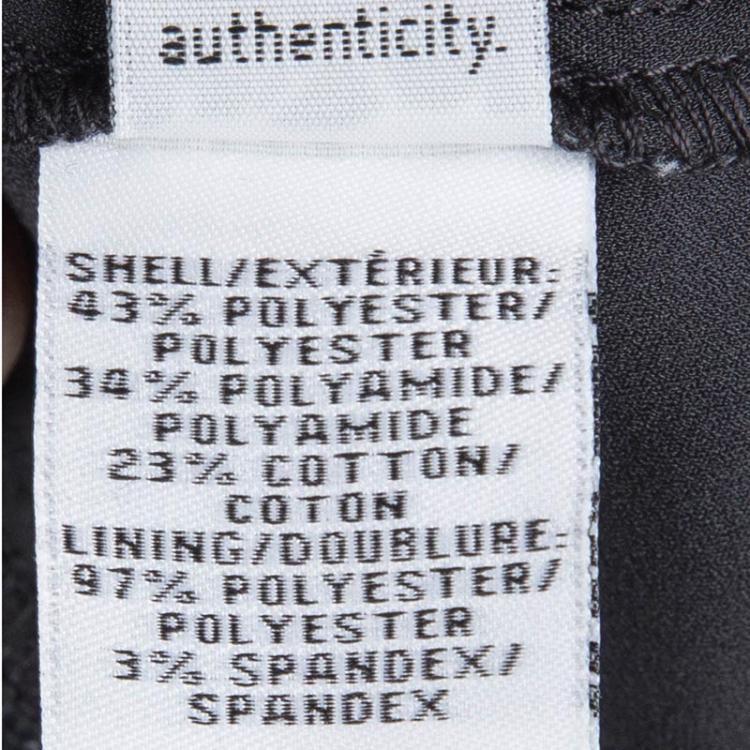 authenticity.
SHELL/EXTÉRIEUR:
43% POLYESTER/
POLYESTER
34% POLYAMIDE/
POLYAMIDE
23% COTTON/
COTON
LINING/DOUBLURE:
97% POLYESTER/
POLYESTER
3% SPANDEX/
SPANDEX